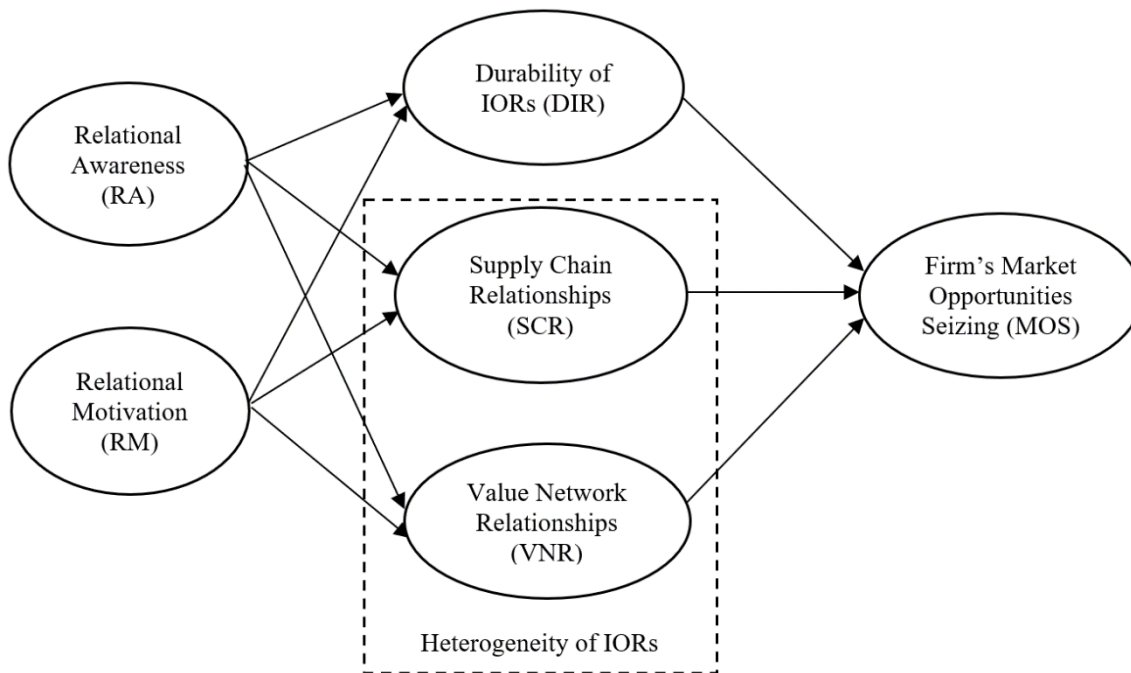 Relational
Awareness
(RA)
Relational
Motivation
(RM)
Durability of
IORs (DIR)
Supply Chain
Relationships
(SCR)
Value Network
Relationships
(VNR)
Heterogeneity of IORs
Firm’s Market
Opportunities
Seizing (MOS)